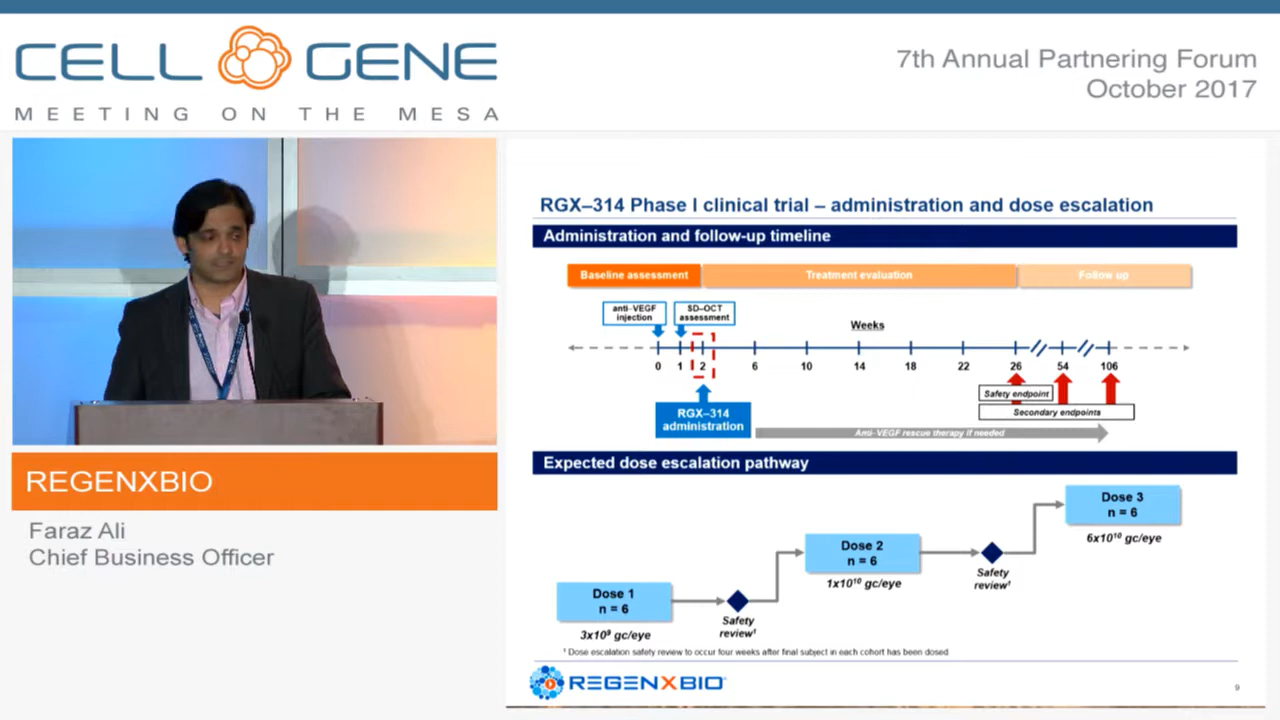 CELL GENE
MEETING ON THE MESA
7th Annual Partnering Forum
October 2017
REGENXBIO
Faraz Ali
Chief Business Officer
RGX–314 Phase I clinical trial – administration and dose escalation
Administration and follow-up timeline
Baseline assessment
Treatment evaluation
Follow up
anti–VEGF
injection
SD–OCT
assessment
Weeks
0 1 2 6 10 14 18 22 26 54 106
RGX–314
administration
Safety endpoint
Secondary endpoints
Anti–VEGF rescue therapy if needed
Expected dose escalation pathway
Dose 1
n = 6
3x10⁹ gc/eye
Safety
review¹
Dose 2
n = 6
1x10¹⁰ gc/eye
Safety
review¹
Dose 3
n = 6
6x10¹⁰ gc/eye
¹ Dose escalation safety review to occur four weeks after final subject in each cohort has been dosed
REGENXBIO
9